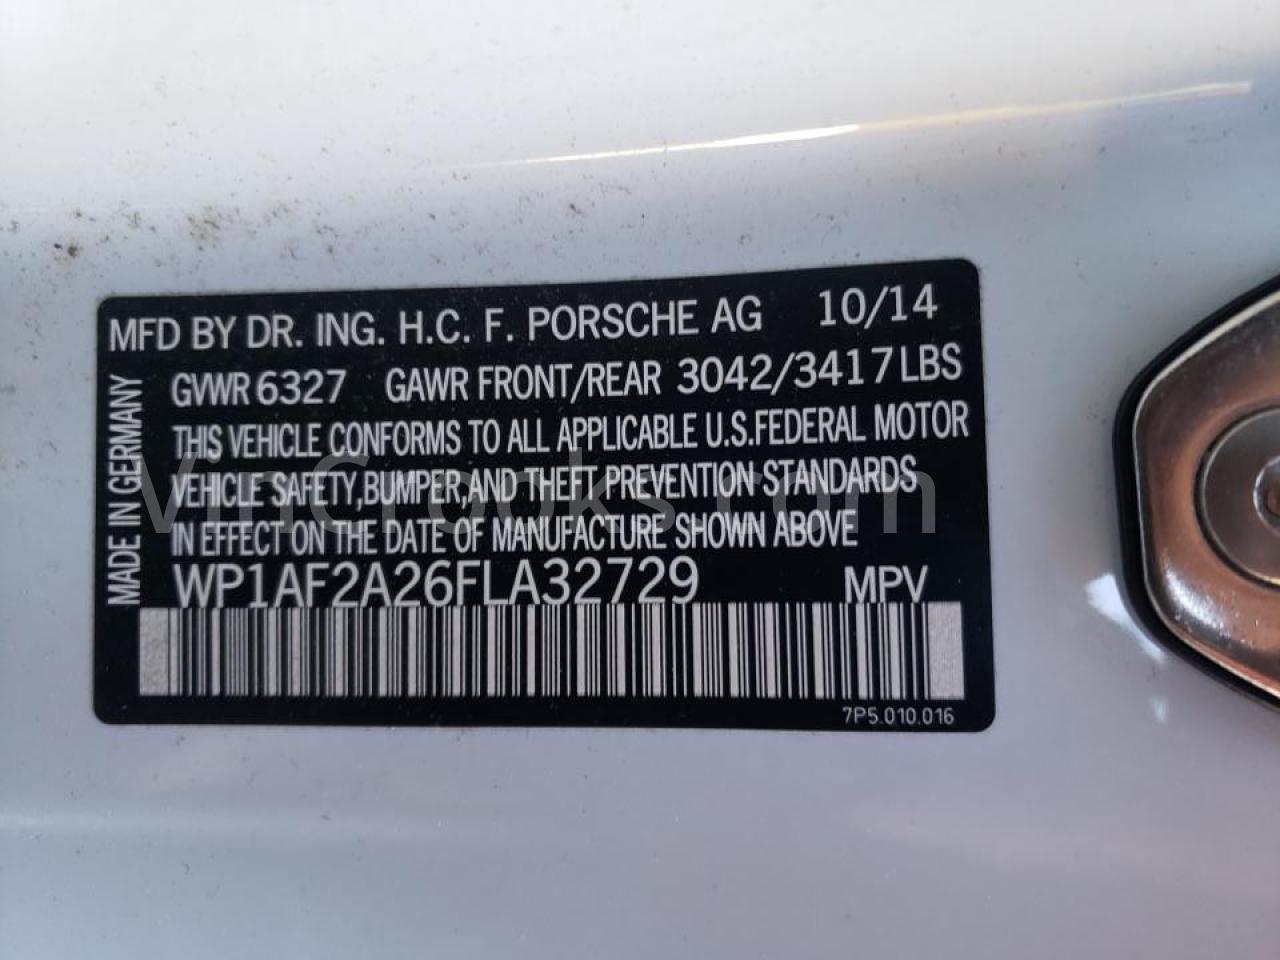 MFD BY DR. ING. H.C. F. PORSCHE AG 10/14
GVWR 6327 GAWR FRONT/REAR 3042/3417 LBS
THIS VEHICLE CONFORMS TO ALL APPLICABLE U.S.FEDERAL MOTOR
VEHICLE SAFETY,BUMPER,AND THEFT PREVENTION STANDARDS
IN EFFECT ON THE DATE OF MANUFACTURE SHOWN ABOVE
WP1AF2A26FLA32729 MPV
7P5.010.016
MADE IN GERMANY
VinCrooks.com